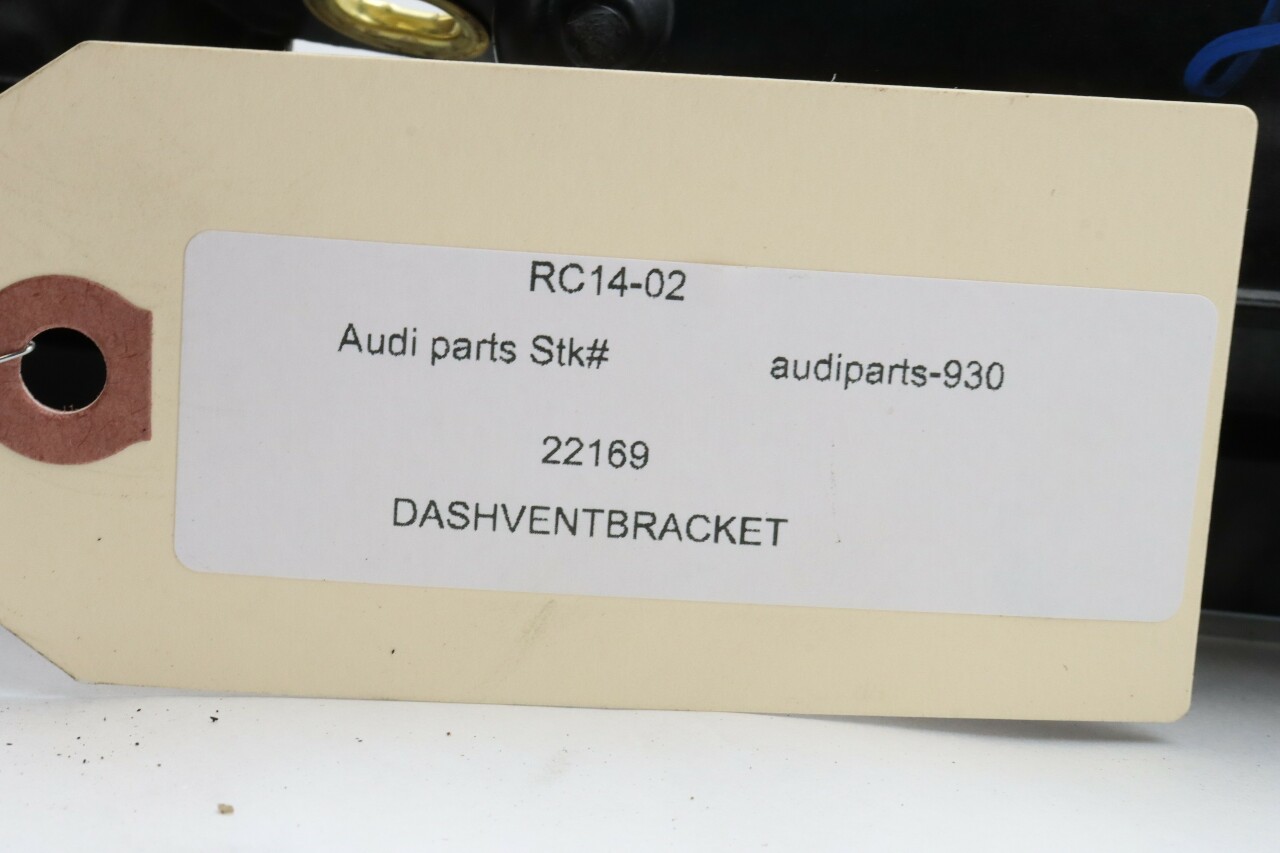 RC14-02
Audi parts Stk# audiparts-930
22169
DASHVENTBRACKET